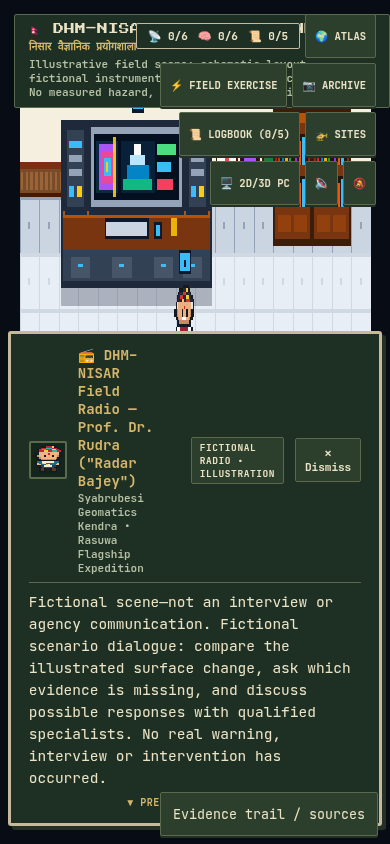 DHM-NISA
निसार वैज्ञानिक प्रयोगशाला
Illustrative field
fictional instrument
No measured hazard,
📡 0/6 🧠 0/6 📜 0/5
🌍 ATLAS
⚡ FIELD EXERCISE
📷 ARCHIVE
📜 LOGBOOK (0/5)
🚁 SITES
🖥️ 2D/3D PC
📻 DHM-
NISAR
Field
Radio —
Prof. Dr.
Rudra
("Radar
Bajey")
Syabrubesi
Geomatics
Kendra •
Rasuwa
Flagship
Expedition
FICTIONAL
RADIO •
ILLUSTRATION
×
Dismiss
Fictional scene—not an interview or
agency communication. Fictional
scenario dialogue: compare the
illustrated surface change, ask which
evidence is missing, and discuss
possible responses with qualified
specialists. No real warning,
interview or intervention has
occurred.
▼ PRE
Evidence trail / sources